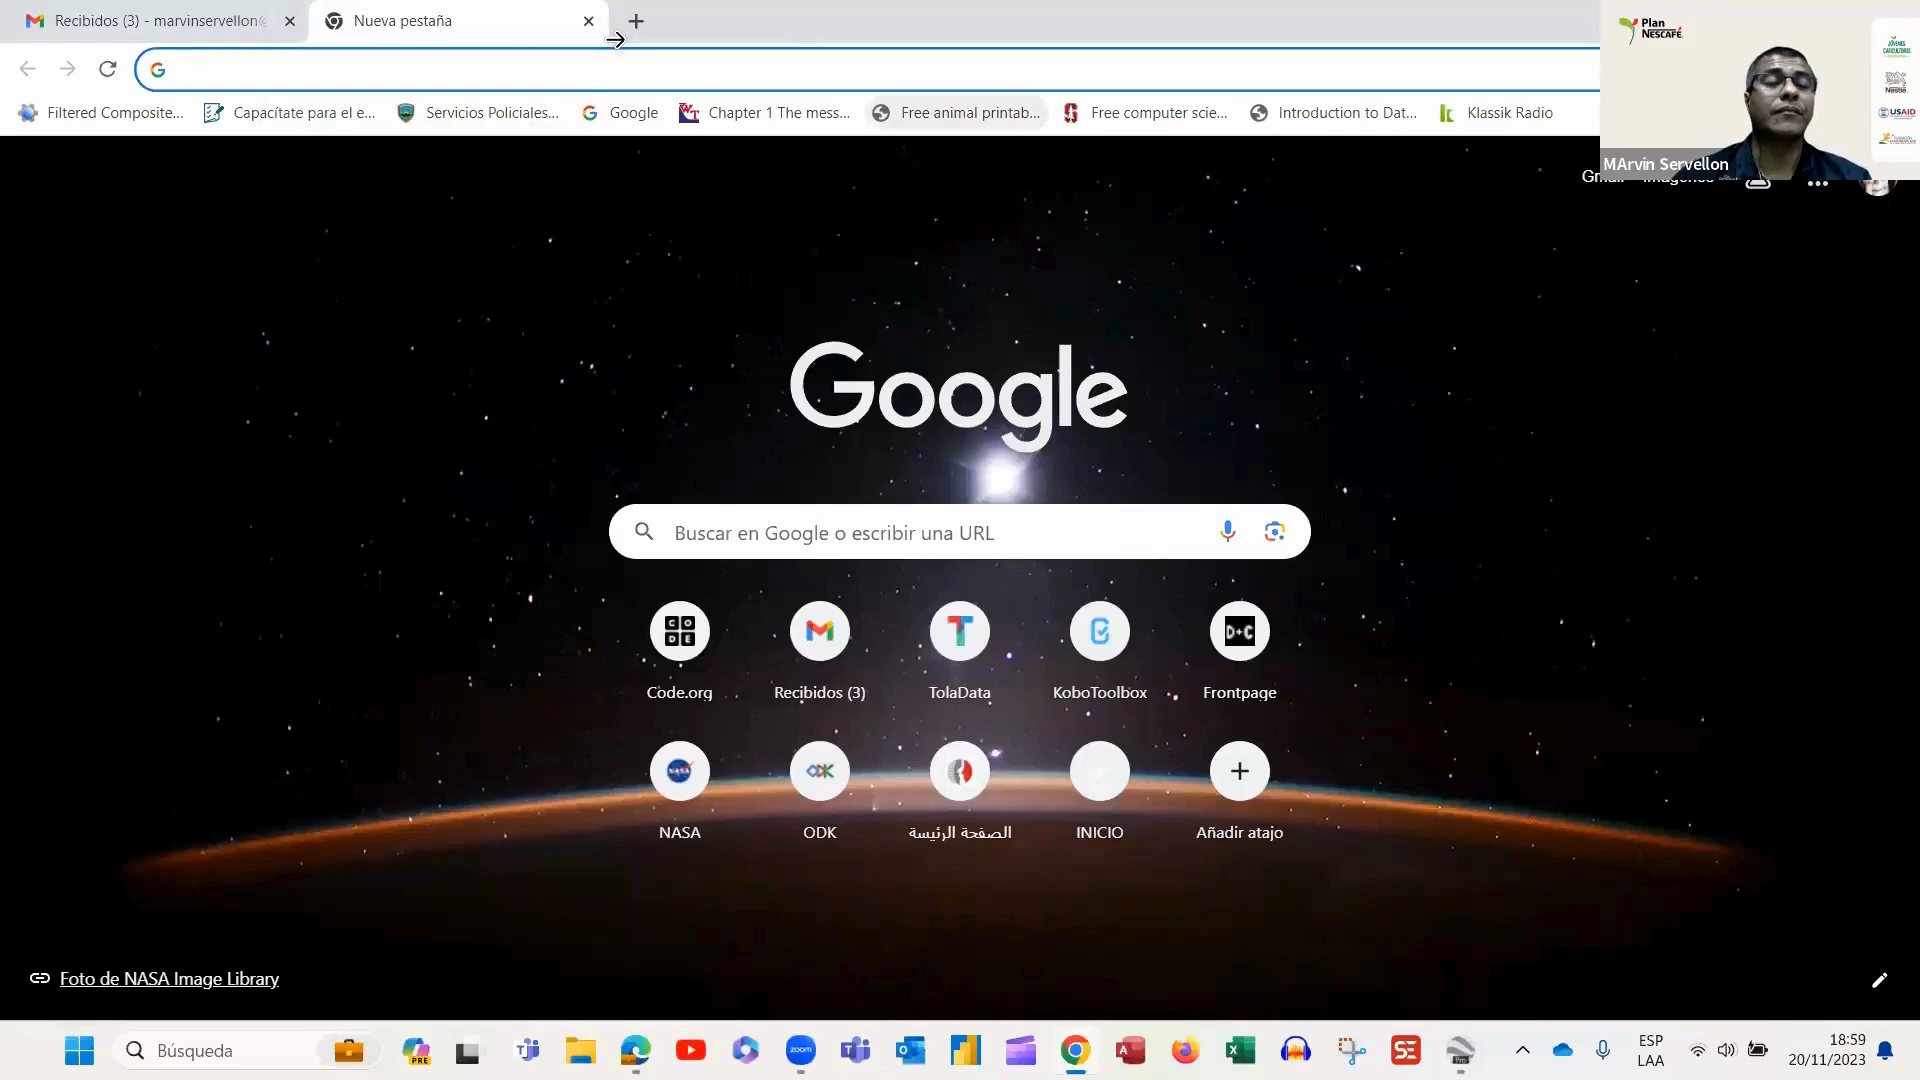 Recibidos (3) - marvinservellon@
Nueva pestaña
Filtered Composite...
Capacítate para el e...
Servicios Policiales...
Google
Chapter 1 The mess...
Free animal printab...
Free computer scie...
Introduction to Dat...
Klassik Radio
Plan
NESCAFÉ
Nestlé
USAID
MArvin Servellon
Google
Buscar en Google o escribir una URL
Code.org
Recibidos (3)
TolaData
KoboToolbox
Frontpage
NASA
ODK
الصفحة الرئيسة
INICIO
Añadir atajo
Foto de NASA Image Library
Búsqueda
ESP
LAA
18:59
20/11/2023